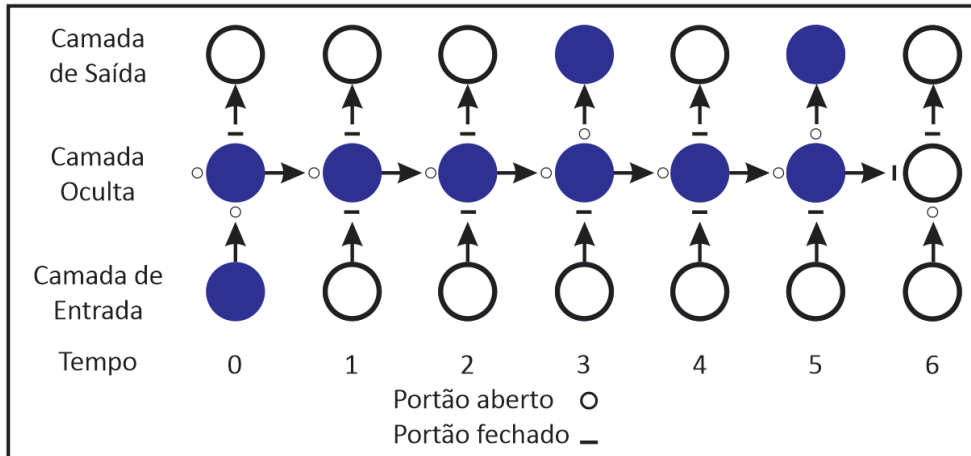 Camada
de Saída
Camada
Oculta
Camada de
Entrada
Tempo 0 1 2 3 4 5 6
Portão aberto
Portão fechado